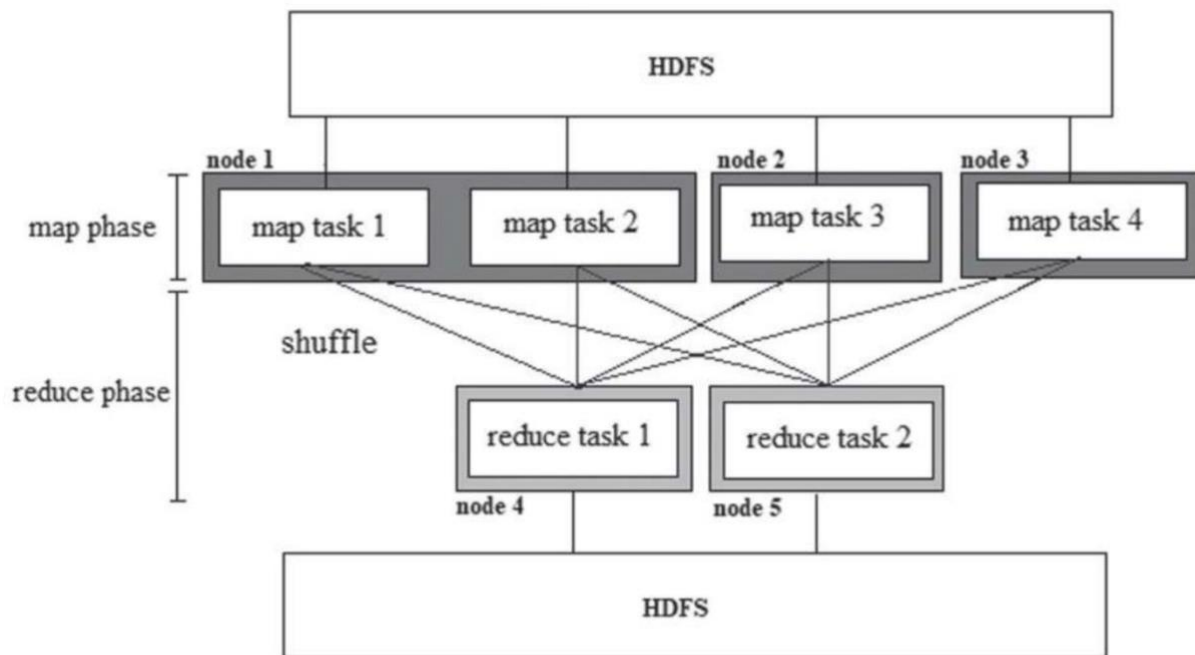 HDFS
node 1
node 2
node 3
map phase
map task 1
map task 2
map task 3
map task 4
shuffle
reduce phase
reduce task 1
reduce task 2
node 4
node 5
HDFS